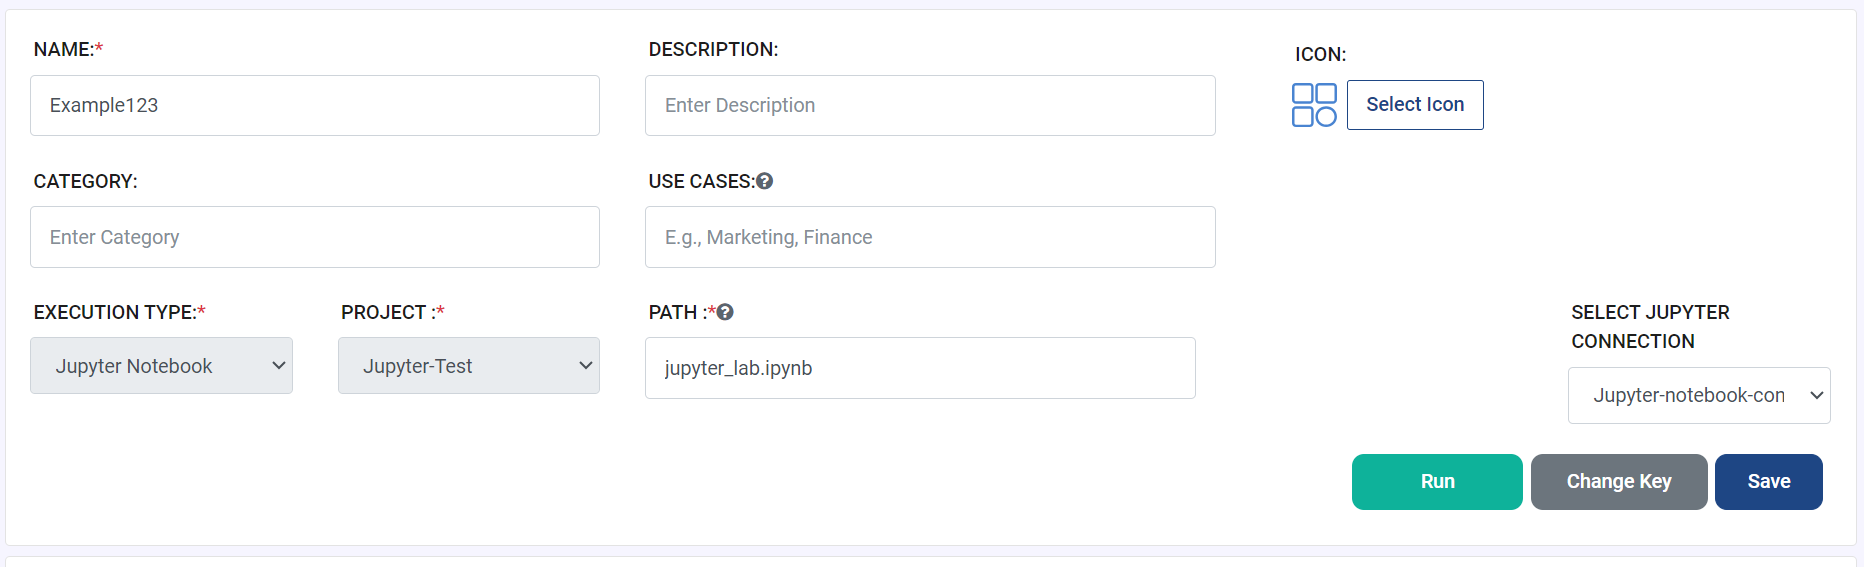 NAME:*
DESCRIPTION:
ICON:
Example123
Enter Description
Select Icon
CATEGORY:
USE CASES:?
Enter Category
E.g., Marketing, Finance
EXECUTION TYPE:*
PROJECT :*
PATH :*?
SELECT JUPYTER
CONNECTION
Jupyter Notebook
Jupyter-Test
jupyter_lab.ipynb
Jupyter-notebook-con
Run
Change Key
Save